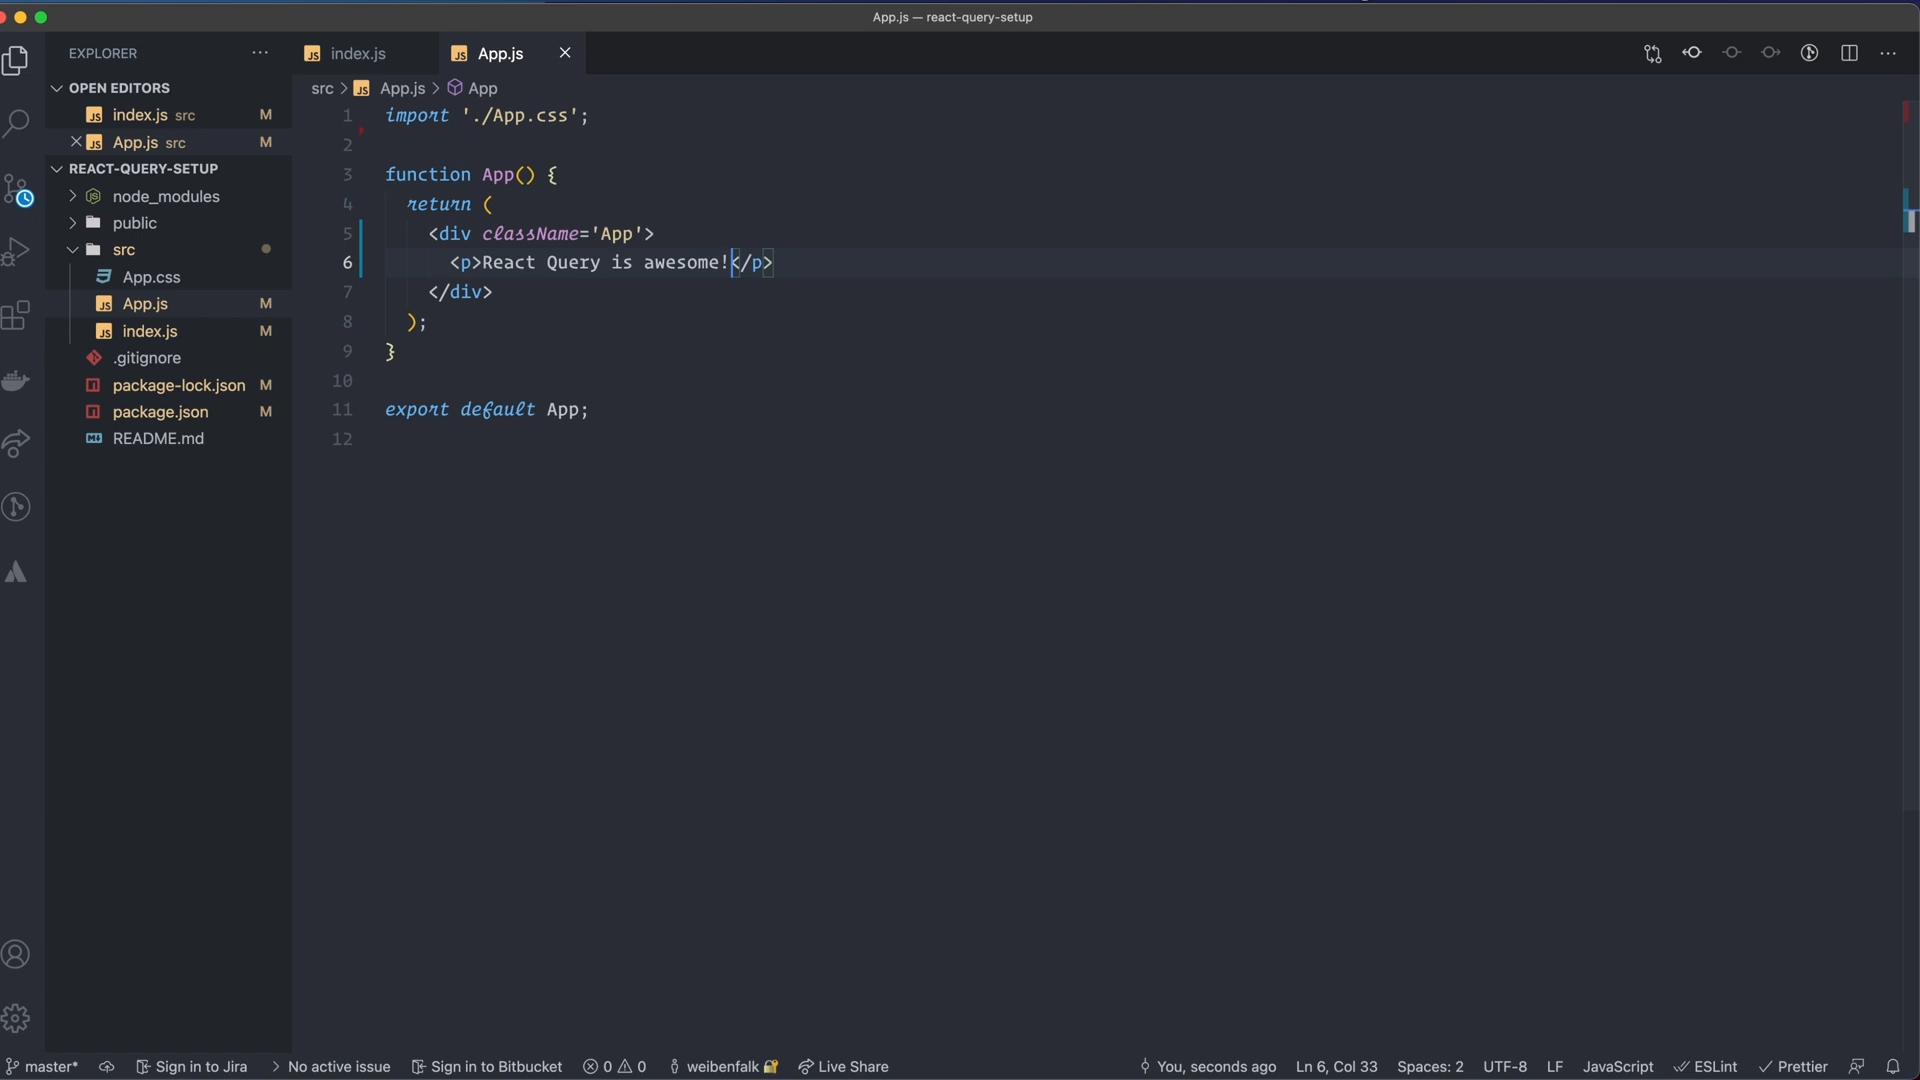 App.js — react-query-setup
EXPLORER
index.js
App.js
OPEN EDITORS
index.js src M
App.js src M
REACT-QUERY-SETUP
node_modules
public
src
App.css
App.js M
index.js M
.gitignore
package-lock.json M
package.json M
README.md
src > App.js > App
1 import './App.css';
2
3 function App() {
4 return (
5 <div className='App'>
6 <p>React Query is awesome!</p>
7 </div>
8 );
9 }
10
11 export default App;
12
master* Sign in to Jira No active issue Sign in to Bitbucket 0 0 weibenfalk Live Share You, seconds ago Ln 6, Col 33 Spaces: 2 UTF-8 LF JavaScript ESLint Prettier